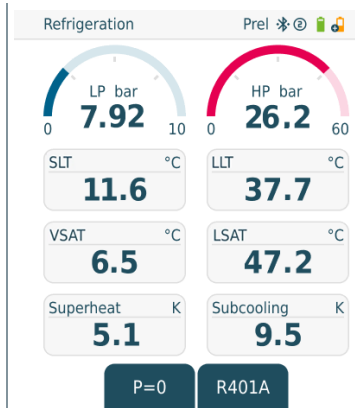 Refrigeration Prel 2
LP bar HP bar
7.92 26.2
0 10 0 60
SLT °C LLT °C
11.6 37.7
VSAT °C LSAT °C
6.5 47.2
Superheat K Subcooling K
5.1 9.5
P=0 R401A